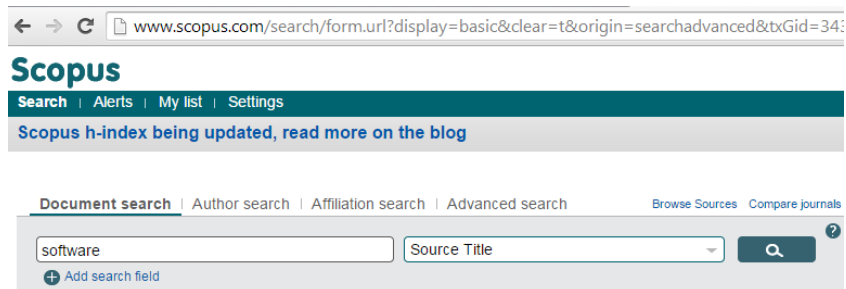 www.scopus.com/search/form.url?display=basic&clear=t&origin=searchadvanced&txGid=343
Scopus
Search | Alerts | My list | Settings
Scopus h-index being updated, read more on the blog
Document search | Author search | Affiliation search | Advanced search Browse Sources Compare journals
software Source Title
Add search field